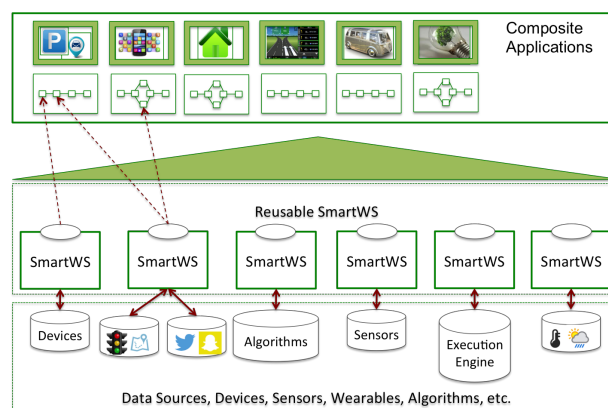 Composite
Applications
P
Reusable SmartWS
SmartWS
SmartWS
SmartWS
SmartWS
SmartWS
SmartWS
Devices
Algorithms
Sensors
Execution
Engine
Data Sources, Devices, Sensors, Wearables, Algorithms, etc.